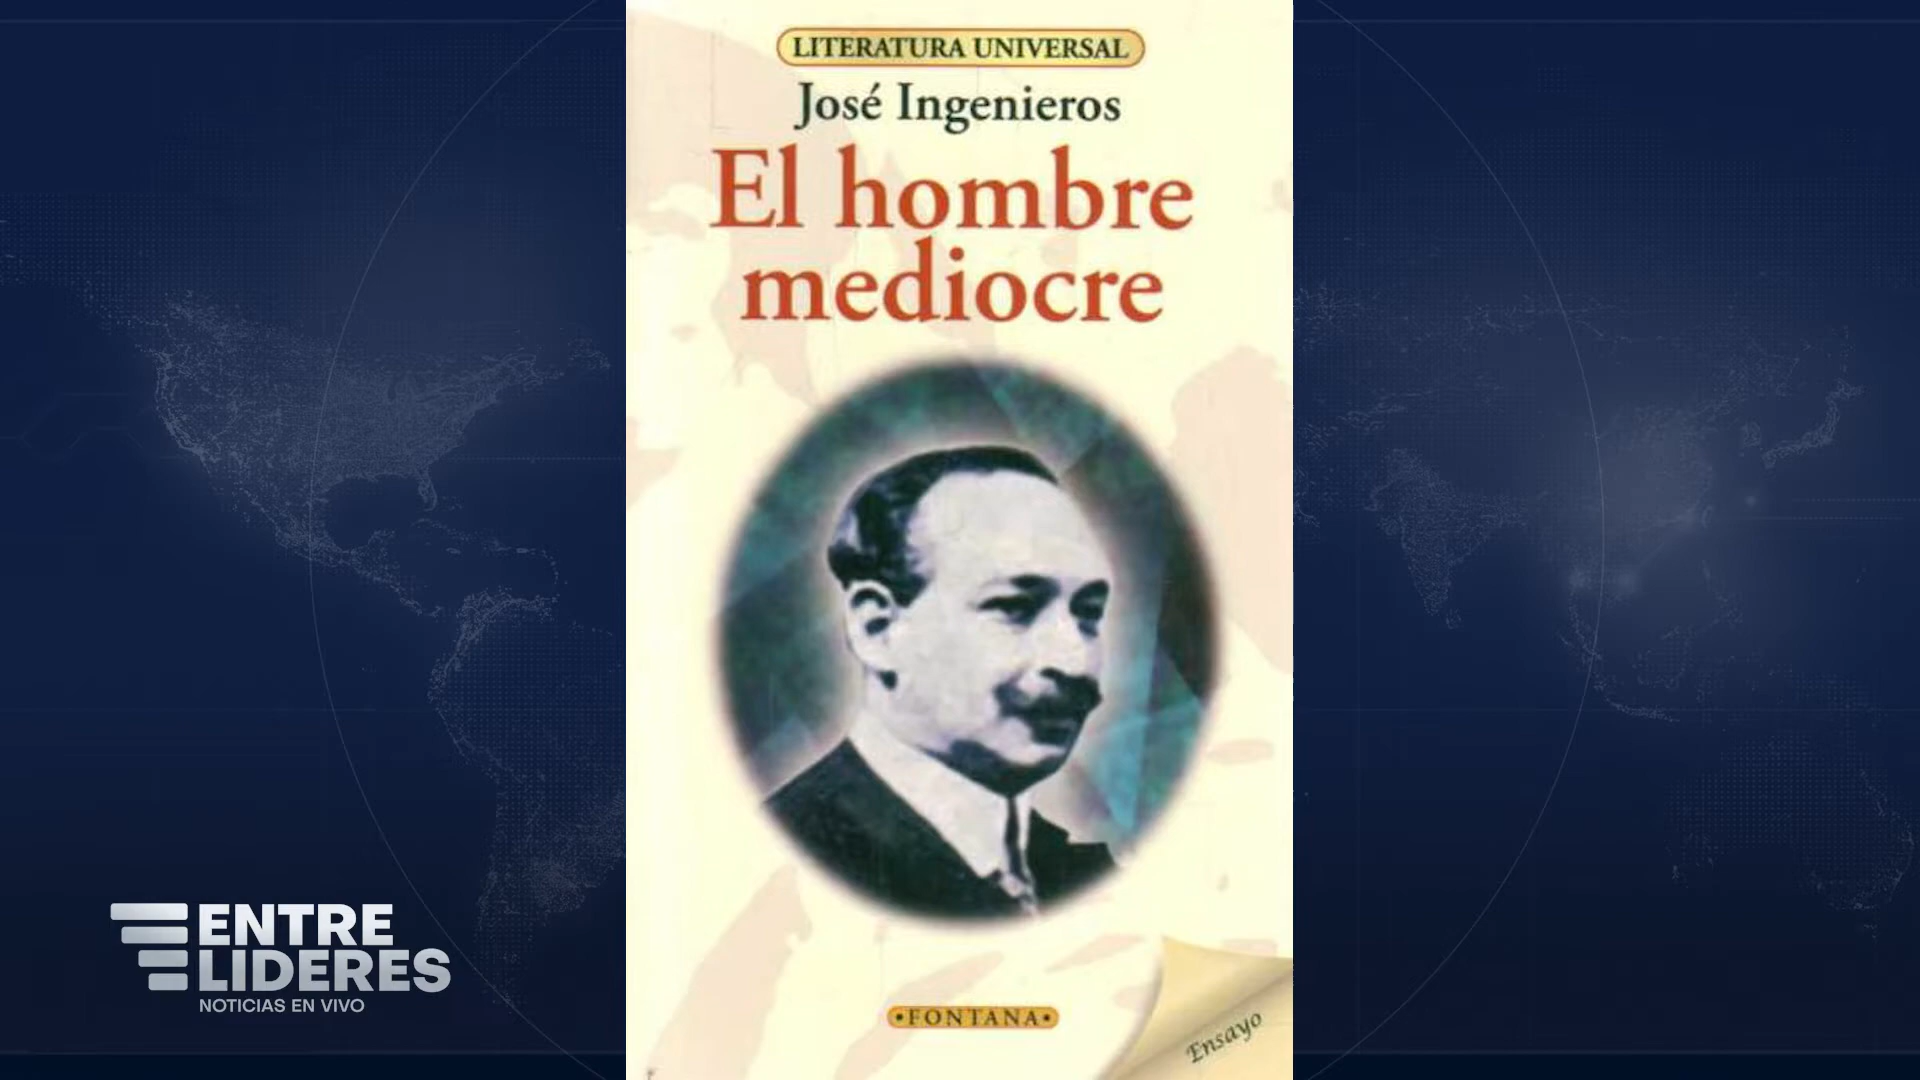 LITERATURA UNIVERSAL
José Ingenieros
El hombre
mediocre
•FONTANA•
Ensayo
ENTRE
LIDERES
NOTICIAS EN VIVO